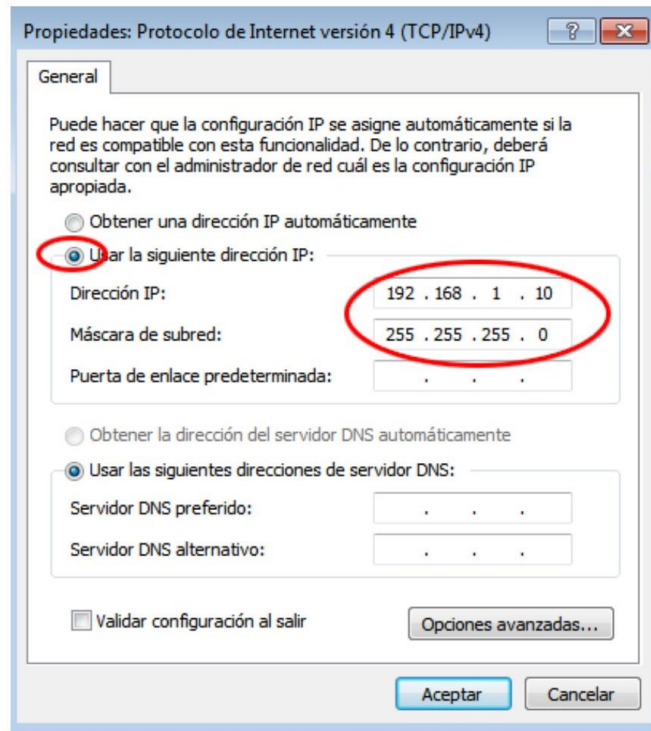 Propiedades: Protocolo de Internet versión 4 (TCP/IPv4)
General
Puede hacer que la configuración IP se asigne automáticamente si la
red es compatible con esta funcionalidad. De lo contrario, deberá
consultar con el administrador de red cuál es la configuración IP
apropiada.
Obtener una dirección IP automáticamente
Usar la siguiente dirección IP:
Dirección IP: 192 . 168 . 1 . 10
Máscara de subred: 255 . 255 . 255 . 0
Puerta de enlace predeterminada: . . .
Obtener la dirección del servidor DNS automáticamente
Usar las siguientes direcciones de servidor DNS:
Servidor DNS preferido: . . .
Servidor DNS alternativo: . . .
Validar configuración al salir Opciones avanzadas...
Aceptar Cancelar